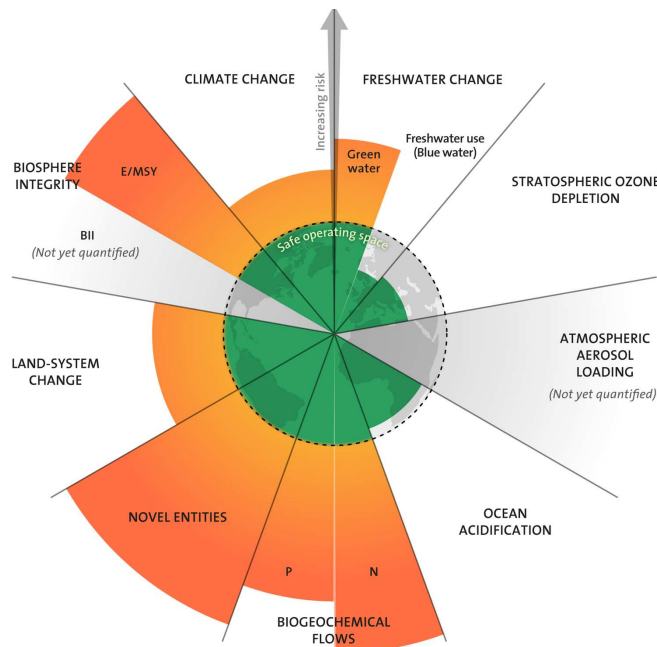 CLIMATE CHANGE
FRESHWATER CHANGE
Increasing risk
Green
water
Freshwater use
(Blue water)
BIOSPHERE
INTEGRITY
E/MSY
STRATOSPHERIC OZONE
DEPLETION
BII
(Not yet quantified)
Safe operating space
LAND-SYSTEM
CHANGE
ATMOSPHERIC
AEROSOL
LOADING
(Not yet quantified)
NOVEL ENTITIES
OCEAN
ACIDIFICATION
P
N
BIOGEOCHEMICAL
FLOWS